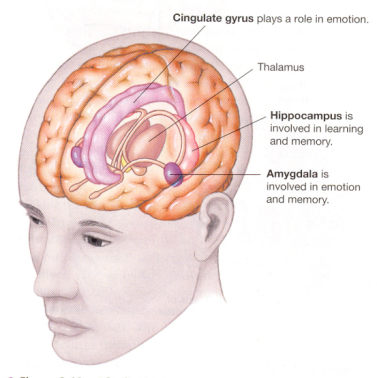 Cingulate gyrus plays a role in emotion.
Thalamus
Hippocampus is
involved in learning
and memory.
Amygdala is
involved in emotion
and memory.